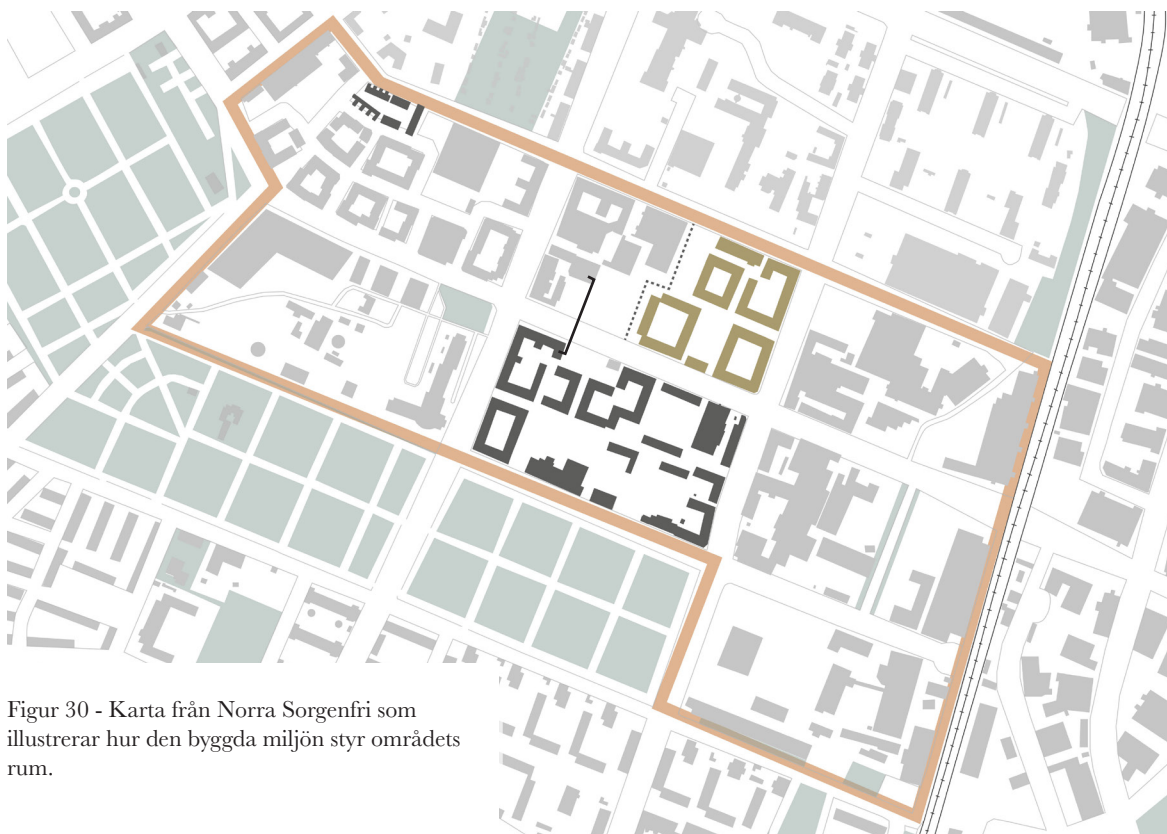 Figur 30 - Karta från Norra Sorgenfri som
illustrerar hur den byggda miljön styr områdets
rum.